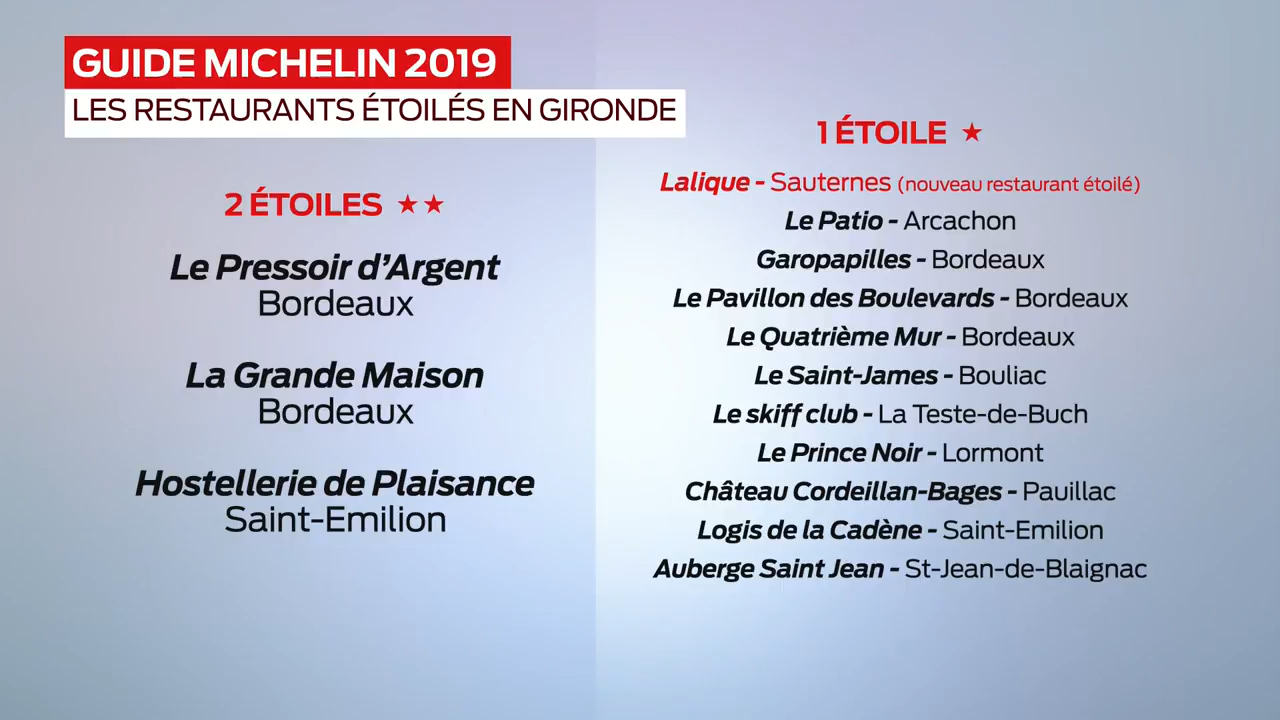 GUIDE MICHELIN 2019
LES RESTAURANTS ÉTOILÉS EN GIRONDE
2 ÉTOILES ★★
Le Pressoir d'Argent
Bordeaux
La Grande Maison
Bordeaux
Hostellerie de Plaisance
Saint-Emilion
1 ÉTOILE ★
Lalique - Sauternes (nouveau restaurant étoilé)
Le Patio - Arcachon
Garopapilles - Bordeaux
Le Pavillon des Boulevards - Bordeaux
Le Quatrième Mur - Bordeaux
Le Saint-James - Bouliac
Le skiff club - La Teste-de-Buch
Le Prince Noir - Lormont
Château Cordeillan-Bages - Pauillac
Logis de la Cadène - Saint-Emilion
Auberge Saint Jean - St-Jean-de-Blaignac